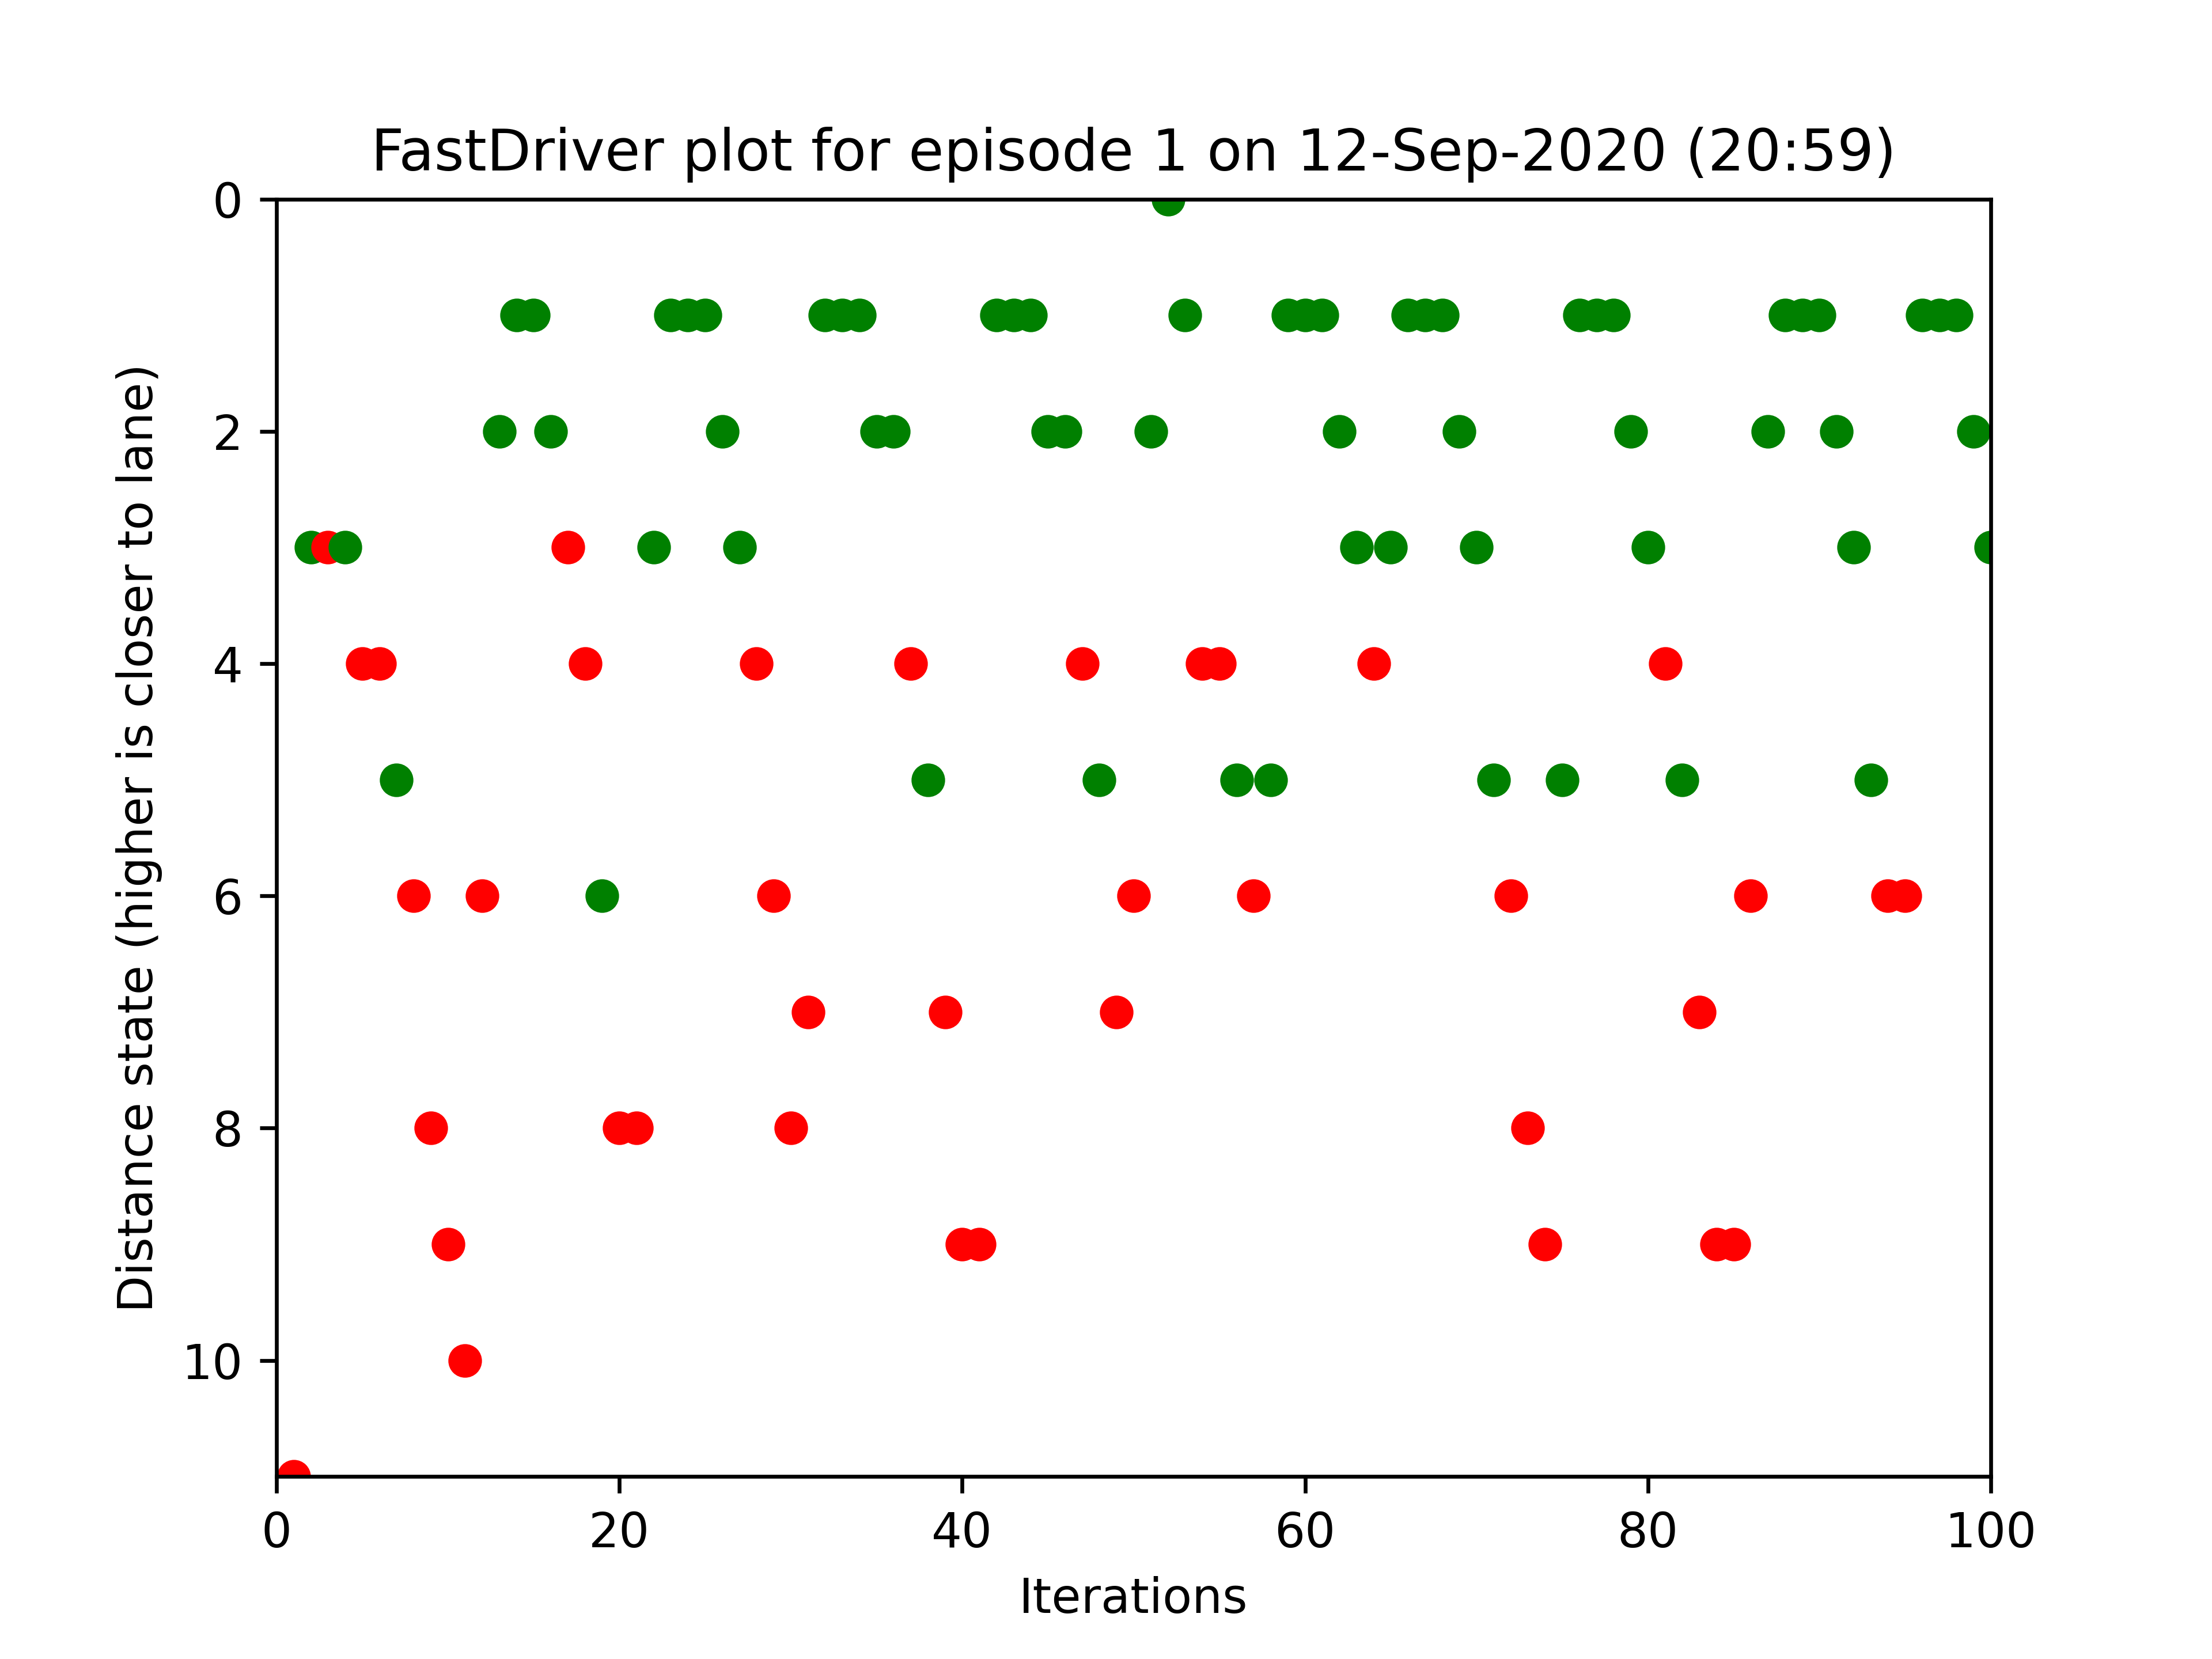 FastDriver plot for episode 1 on 12-Sep-2020 (20:59)
Distance state (higher is closer to lane)
0
2
4
6
8
10
0 20 40 60 80 100
Iterations